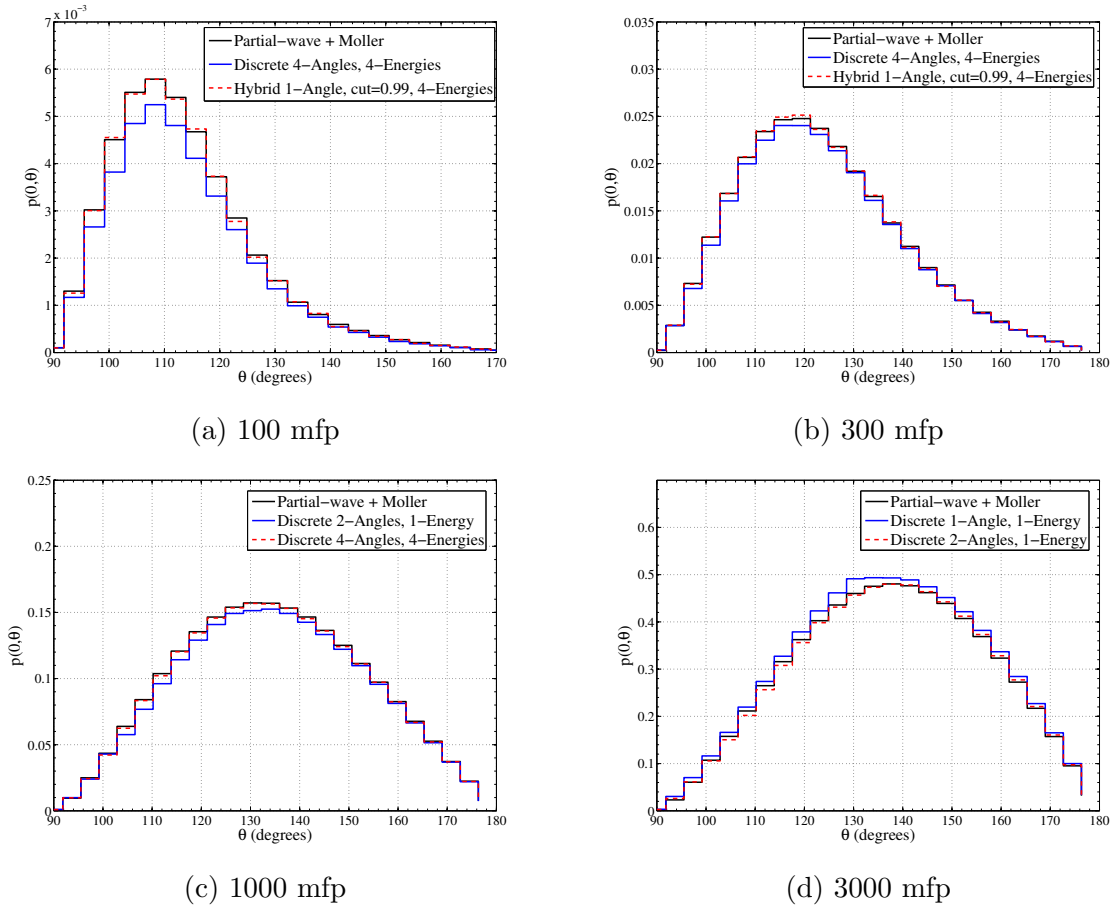 7 x 10⁻³
Partial−wave + Moller
Discrete 4−Angles, 4−Energies
Hybrid 1−Angle, cut=0.99, 4−Energies
6
5
4
3
2
1
0
p(0,θ)
90 100 110 120 130 140 150 160 170
θ (degrees)
(a) 100 mfp
0.035
Partial−wave + Moller
Discrete 4−Angles, 4−Energies
Hybrid 1−Angle, cut=0.99, 4−Energies
0.03
0.025
0.02
0.015
0.01
0.005
0
p(0,θ)
90 100 110 120 130 140 150 160 170 180
θ (degrees)
(b) 300 mfp
0.25
Partial−wave + Moller
Discrete 2−Angles, 1−Energy
Discrete 4−Angles, 4−Energies
0.2
0.15
0.1
0.05
0
p(0,θ)
90 100 110 120 130 140 150 160 170 180
θ (degrees)
(c) 1000 mfp
Partial−wave + Moller
Discrete 1−Angle, 1−Energy
Discrete 2−Angles, 1−Energy
0.6
0.5
0.4
0.3
0.2
0.1
0
p(0,θ)
90 100 110 120 130 140 150 160 170 180
θ (degrees)
(d) 3000 mfp